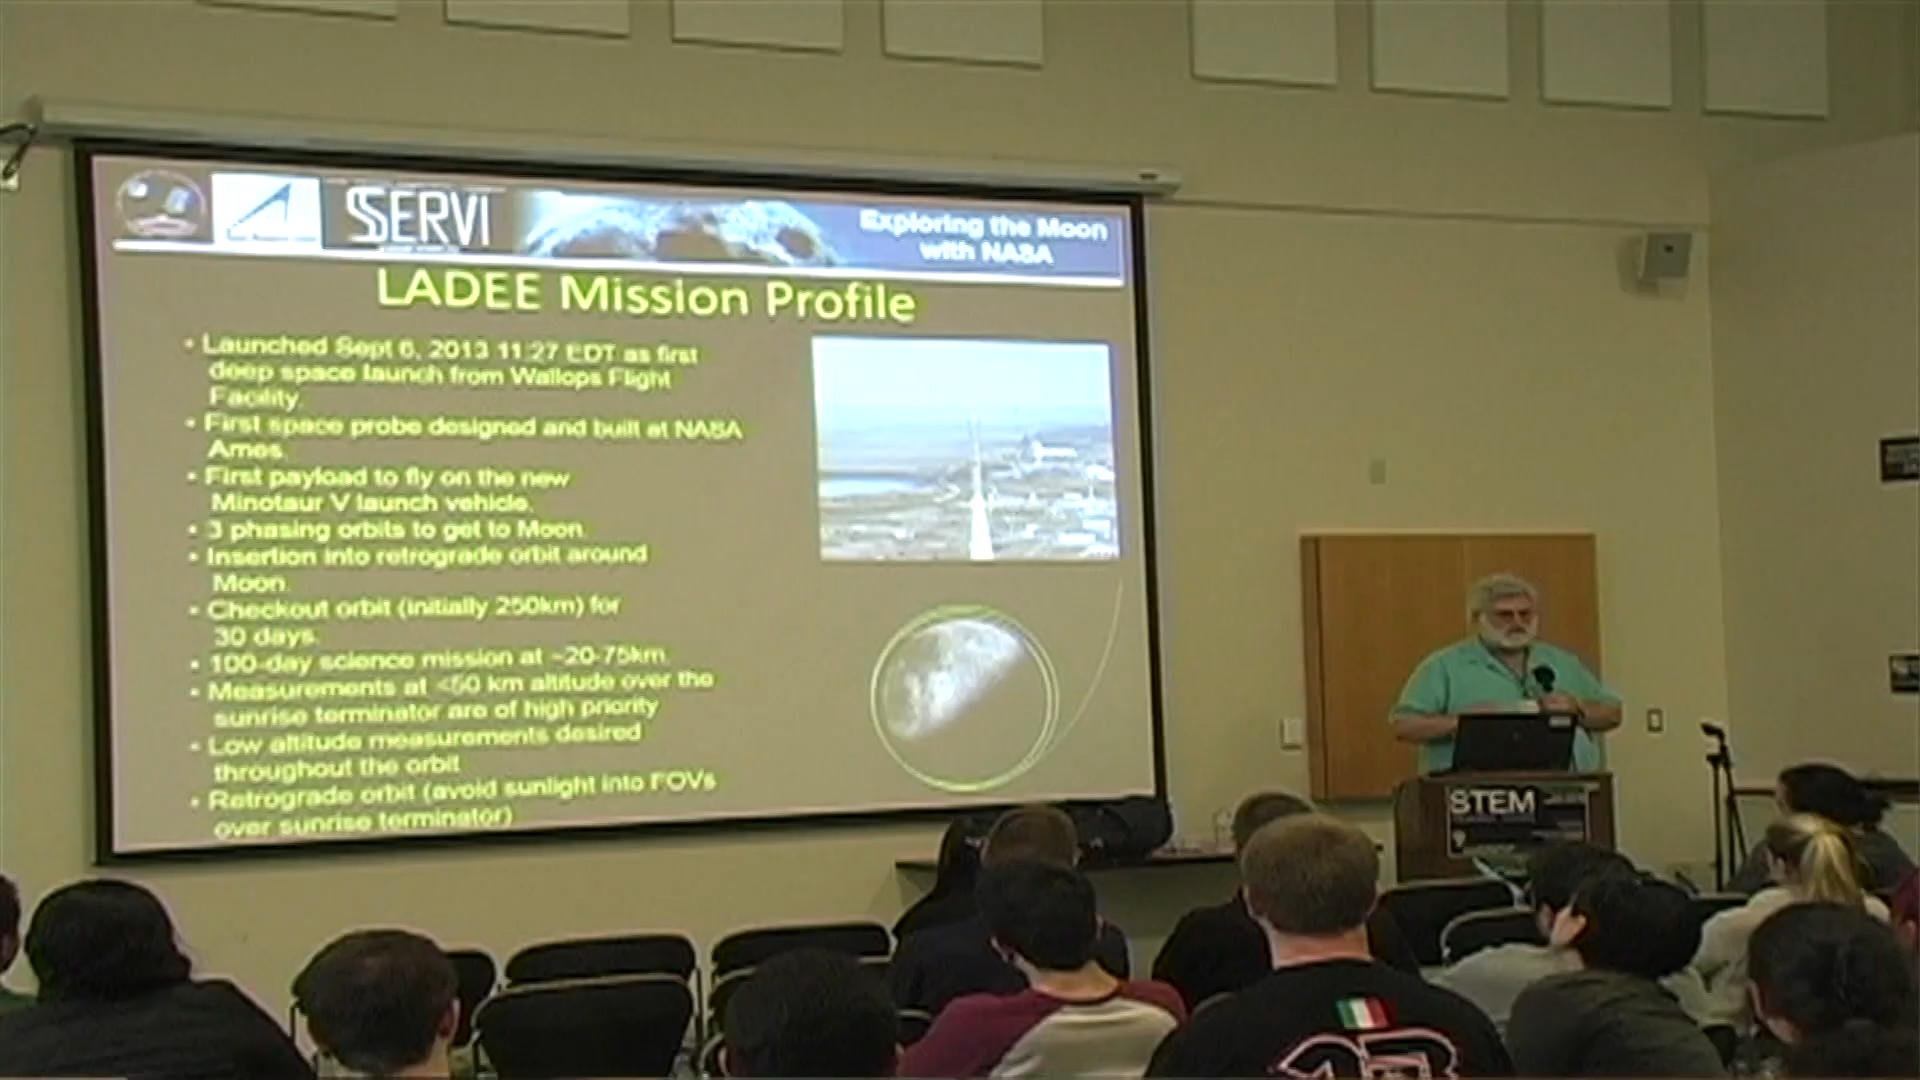 SSERVI
Exploring the Moon
with NASA
LADEE Mission Profile
• Launched Sept 6, 2013 11:27 EDT as first
deep space launch from Wallops Flight
Facility.
• First space probe designed and built at NASA
Ames
• First payload to fly on the new
Minotaur V launch vehicle.
• 3 phasing orbits to get to Moon.
• Insertion into retrograde orbit around
Moon.
• Checkout orbit (initially 250km) for
30 days.
• 100-day science mission at ~20-75km.
• Measurements at <50 km altitude over the
sunrise terminator are of high priority
• Low altitude measurements desired
throughout the orbit
• Retrograde orbit (avoid sunlight into FOVs
over sunrise terminator)
STEM